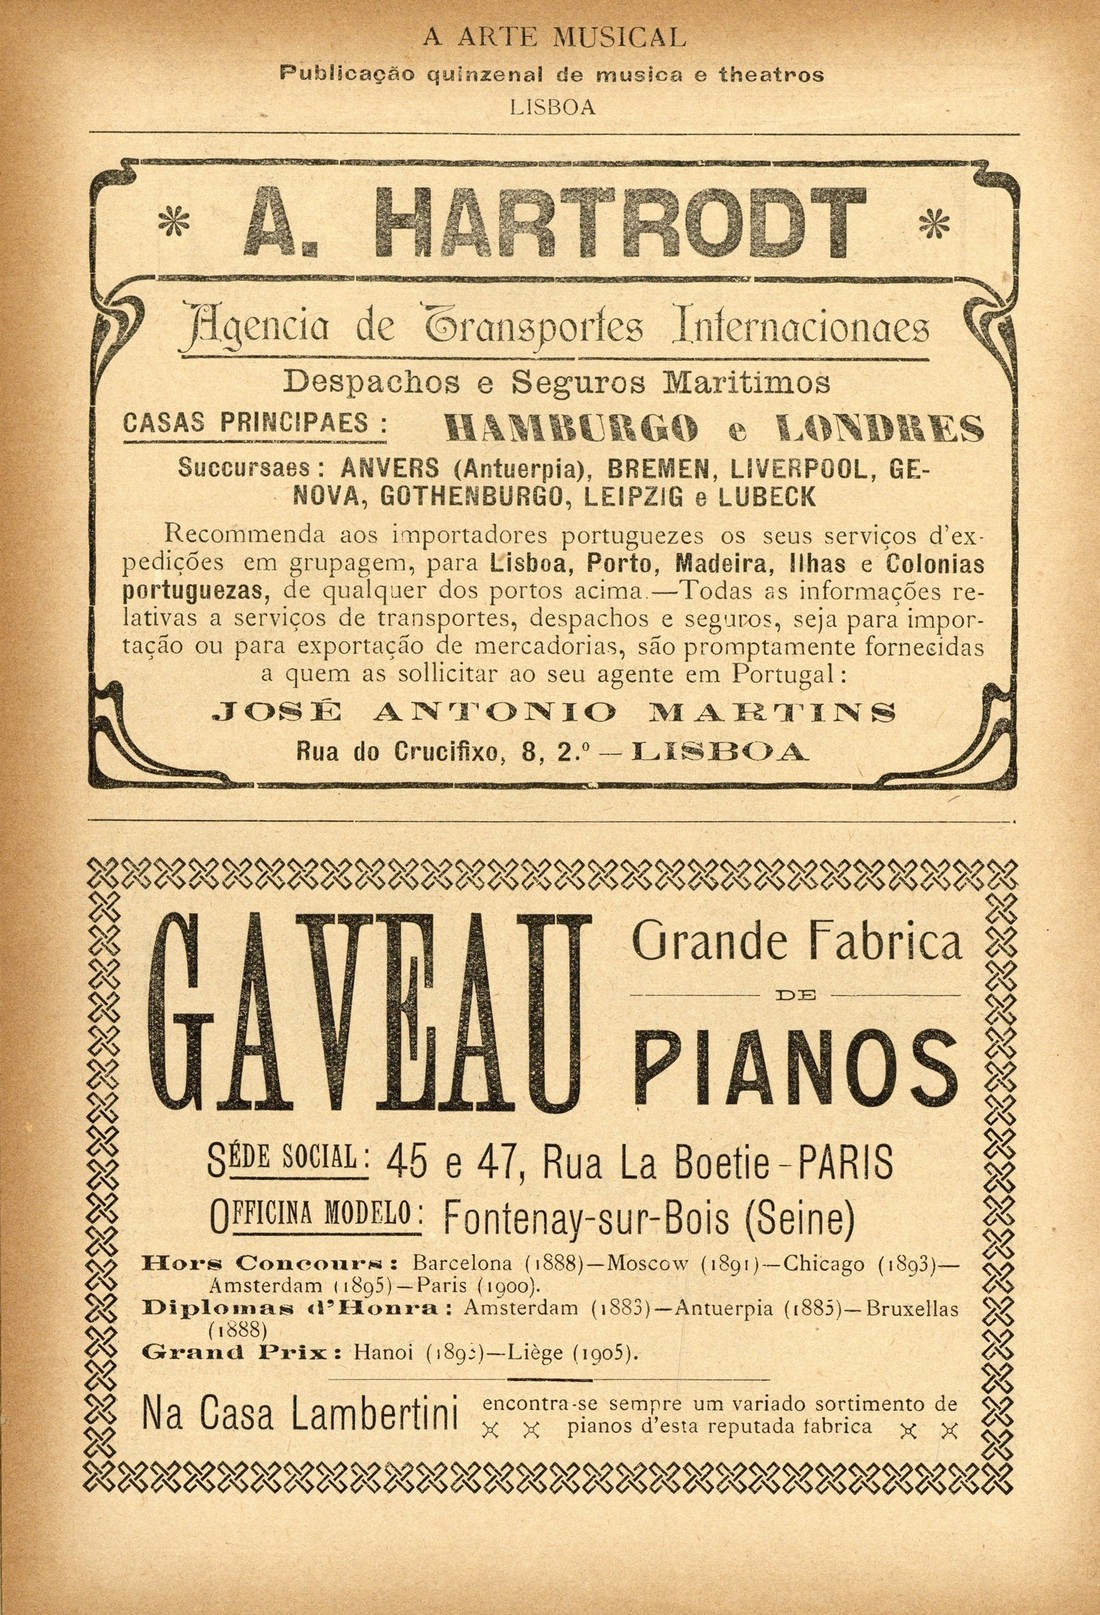 A ARTE MUSICAL
Publicação quinzenal de musica e theatros
LISBOA
A. HARTRODT
Agencia de Transportes Internacionaes
Despachos e Seguros Maritimos
CASAS PRINCIPAES: HAMBURGO e LONDRES
Succursaes: ANVERS (Antuerpia), BREMEN, LIVERPOOL, GE-
NOVA, GOTHENBURGO, LEIPZIG e LUBECK
Recommenda aos importadores portuguezes os seus serviços d'ex-
pedições em grupagem, para Lisboa, Porto, Madeira, Ilhas e Colonias
portuguezas, de qualquer dos portos acima.—Todas as informações re-
lativas a serviços de transportes, despachos e seguros, seja para impor-
tação ou para exportação de mercadorias, são promptamente fornecidas
a quem as sollicitar ao seu agente em Portugal:
JOSÉ ANTONIO MARTINS
Rua do Crucifixo, 8, 2.º—LISBOA
GAVEAU
Grande Fabrica
DE
PIANOS
SÉDE SOCIAL: 45 e 47, Rua La Boetie-PARIS
OFFICINA MODELO: Fontenay-sur-Bois (Seine)
Hors Concours: Barcelona (1888)—Moscow (1891)—Chicago (1893)—
Amsterdam (1895)—Paris (1900).
Diplomas d'Honra: Amsterdam (1883)—Antuerpia (1885)—Bruxellas
(1888)
Grand Prix: Hanoi—Liège (1905).
Na Casa Lambertini encontra-se sempre um variado sortimento de
pianos d'esta reputada fabrica